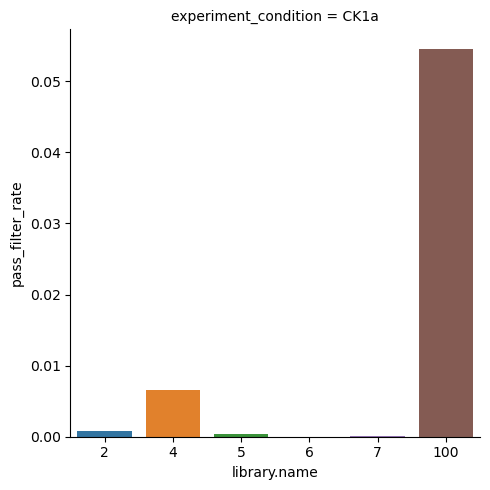 experiment_condition = CK1a
0.05
0.04
0.03
0.02
0.01
0.00
pass_filter_rate
2 4 5 6 7 100
library.name